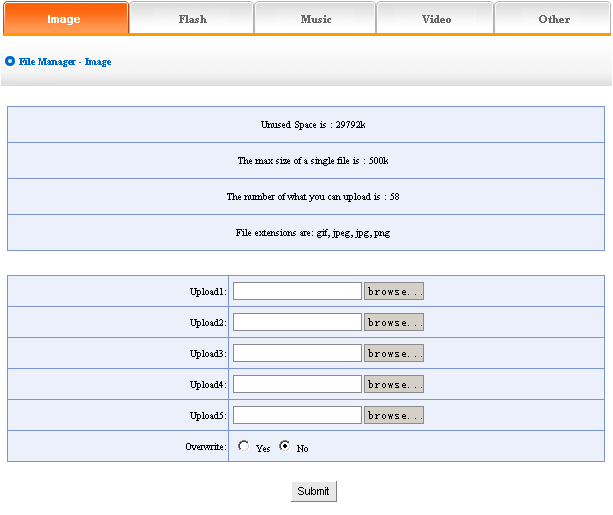 Image Flash Music Video Other
File Manager - Image
Unused Space is : 29792k
The max size of a single file is : 500k
The number of what you can upload is : 58
File extensions are: gif, jpeg, jpg, png
Upload1: browse...
Upload2: browse...
Upload3: browse...
Upload4: browse...
Upload5: browse...
Overwrite: Yes No
Submit